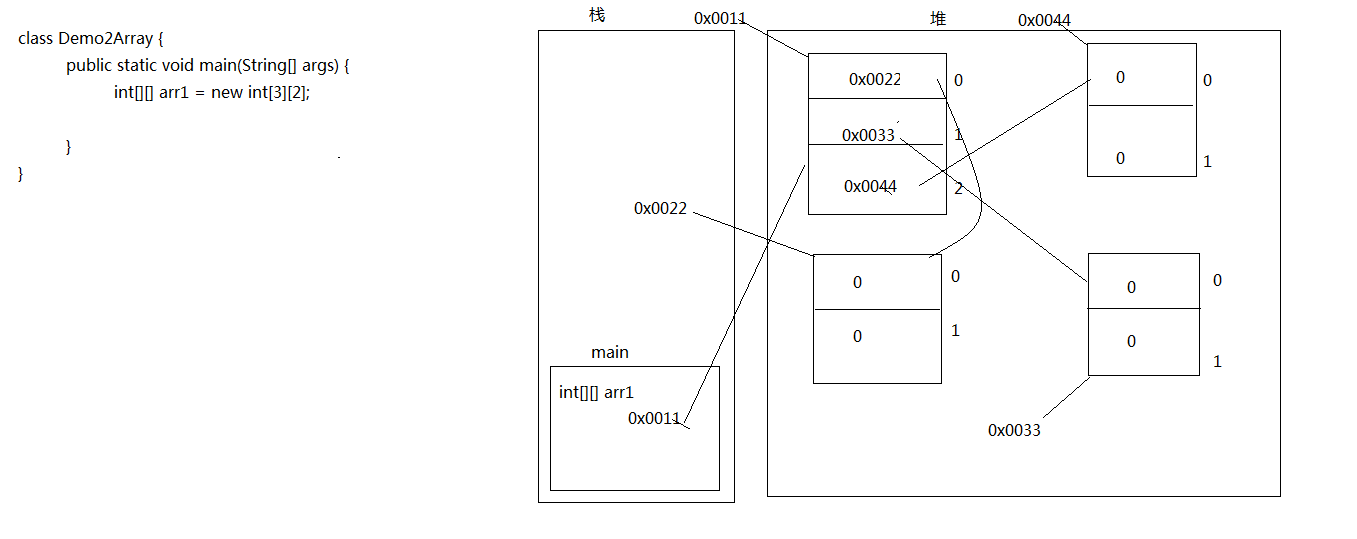 class Demo2Array {
public static void main(String[] args) {
int[][] arr1 = new int[3][2];
}
}
栈
0x0011
堆
0x0044
0x0022
0
0x0033
1
0x0044
2
0
0
0
1
0x0022
0
0
0
1
0
0
0
1
0x0033
main
int[][] arr1
0x0011